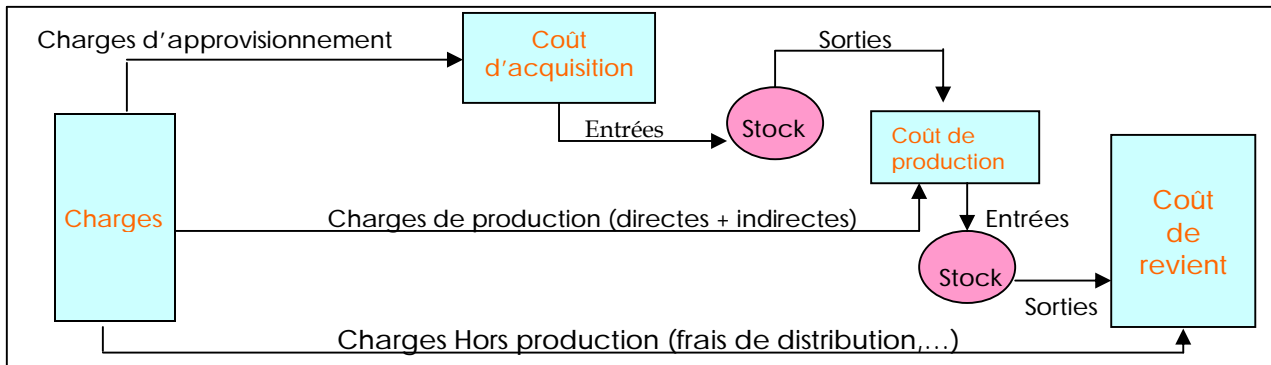 Charges d'approvisionnement
Coût
d'acquisition
Sorties
Entrées
Stock
Coût de
production
Charges
Charges de production (directes + indirectes)
Entrées
Stock
Sorties
Coût
de
revient
Charges Hors production (frais de distribution,…)